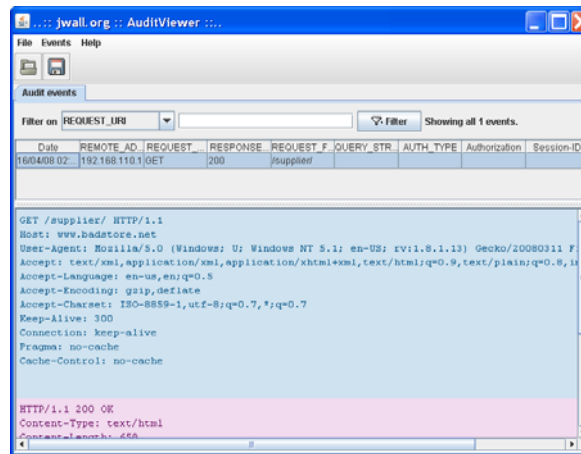 ..:: jwall.org :: AuditViewer ::..
File Events Help
Audit events
Filter on REQUEST_URI Filter Showing all 1 events.
Date REMOTE_AD... REQUEST_... RESPONSE... REQUEST_F... QUERY_STR... AUTH_TYPE Authorization Session-ID
16/04/08 02:... 192.168.110.1 GET 200 /supplier/
GET /supplier/ HTTP/1.1
Host: www.badstore.net
User-Agent: Mozilla/5.0 (Windows; U; Windows NT 5.1; en-US; rv:1.8.1.13) Gecko/20080311 F
Accept: text/xml,application/xml,application/xhtml+xml,text/html;q=0.9,text/plain;q=0.8,i
Accept-Language: en-us,en;q=0.5
Accept-Encoding: gzip,deflate
Accept-Charset: ISO-8859-1,utf-8;q=0.7,*;q=0.7
Keep-Alive: 300
Connection: keep-alive
Pragma: no-cache
Cache-Control: no-cache
HTTP/1.1 200 OK
Content-Type: text/html
Content-Length: 650